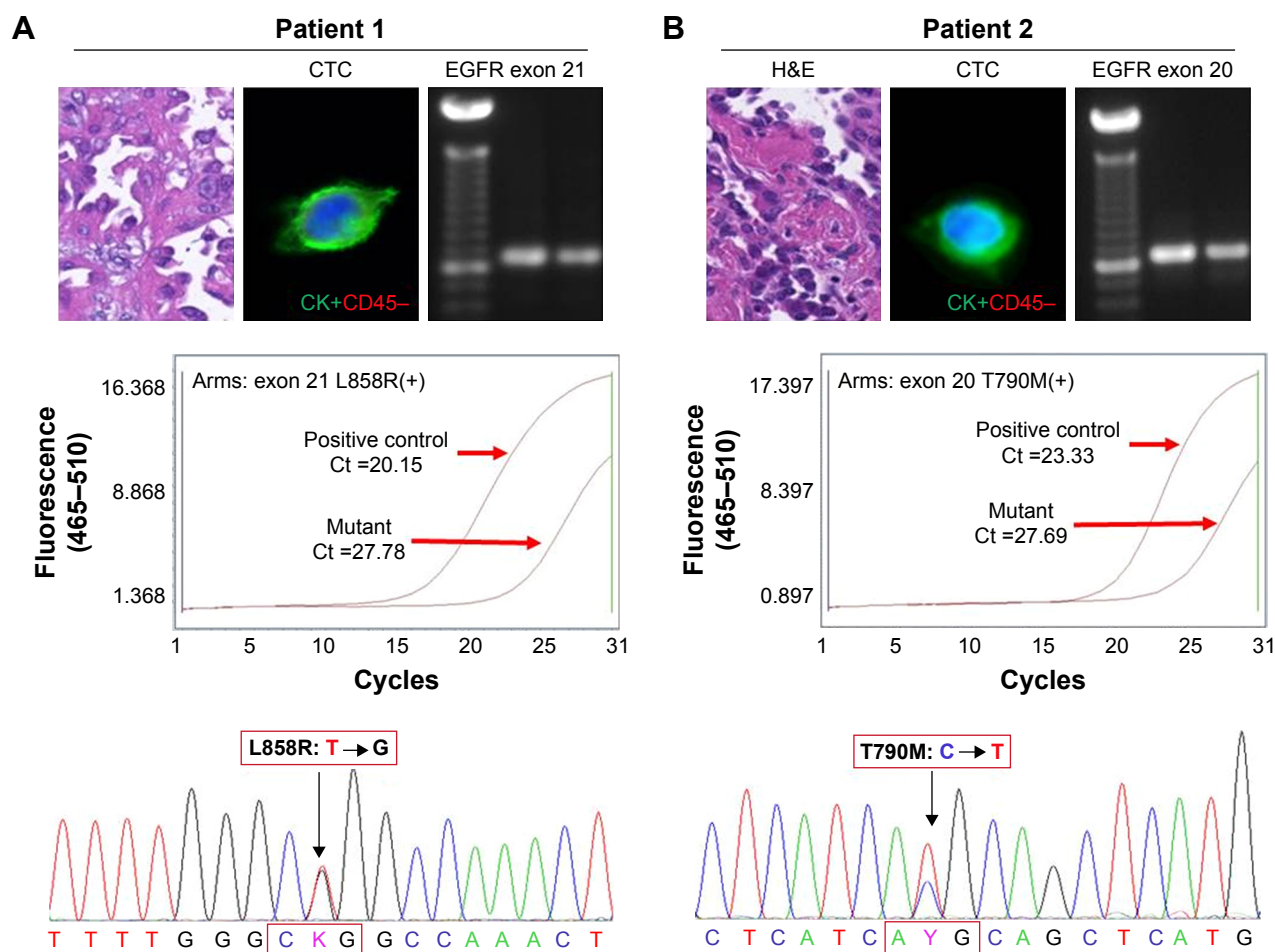 A
Patient 1
CTC
EGFR exon 21
CK+CD45–
16.368
8.868
1.368
Fluorescence
(465–510)
Arms: exon 21 L858R(+)
Positive control
Ct =20.15
Mutant
Ct =27.78
1 5 10 15 20 25 31
Cycles
L858R: T → G
T T T T G G G C K G G C C A A A C T
B
Patient 2
H&E
CTC
EGFR exon 20
CK+CD45–
17.397
8.397
0.897
Fluorescence
(465–510)
Arms: exon 20 T790M(+)
Positive control
Ct =23.33
Mutant
Ct =27.69
1 5 10 15 20 25 31
Cycles
T790M: C → T
C T C A T C A Y G C A G C T C A T G